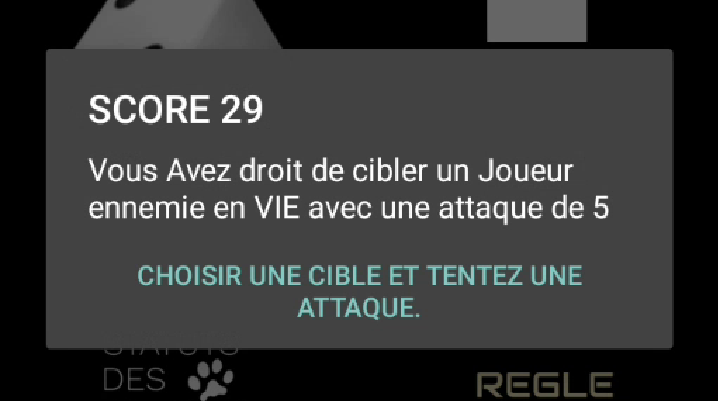 SCORE 29
Vous Avez droit de cibler un Joueur
ennemie en VIE avec une attaque de 5
CHOISIR UNE CIBLE ET TENTEZ UNE
ATTAQUE.
STATUTS
DES
REGLE